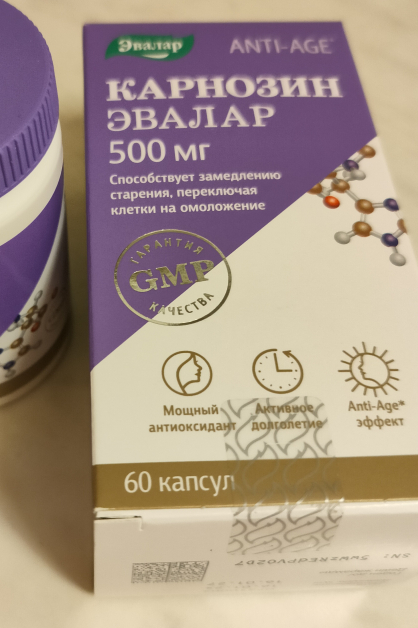 Эвалар
ANTI-AGE
КАРНОЗИН
ЭВАЛАР
500 мг
Способствует замедлению
старения, переключая
клетки на омоложение
ГАРАНТИЯ
GMP
КАЧЕСТВА
Мощный
антиоксидант
Активное
долголетие
Anti-Age*
эффект
60 капсул